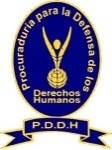 Procuraduría para la Defensa de los
Derechos
Humanos
P.D.D.H